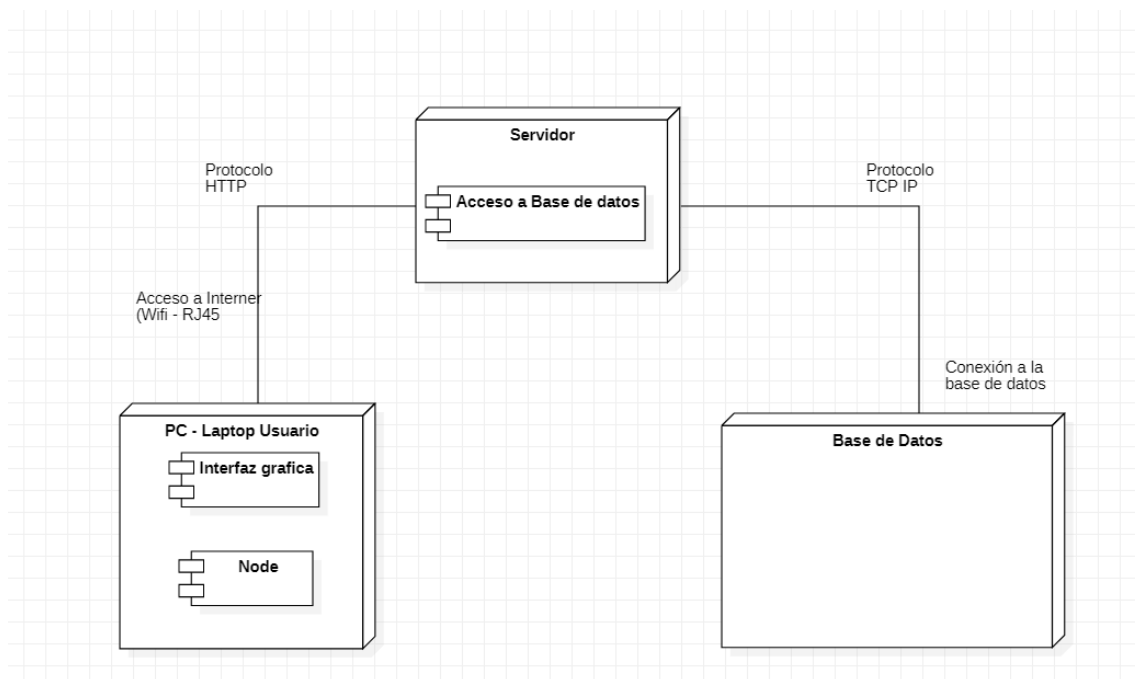 Servidor
Protocolo
HTTP
Protocolo
TCP IP
Acceso a Base de datos
Acceso a Interner
(Wifi - RJ45
Conexión a la
base de datos
PC - Laptop Usuario
Interfaz grafica
Node
Base de Datos